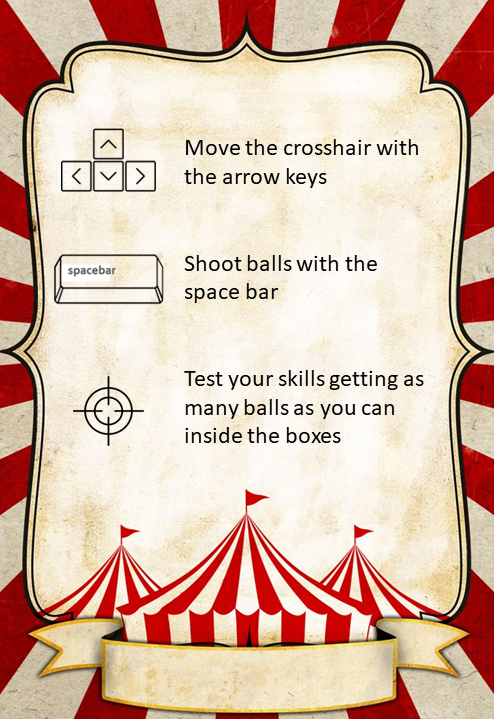 Move the crosshair with
the arrow keys
spacebar
Shoot balls with the
space bar
Test your skills getting as
many balls as you can
inside the boxes